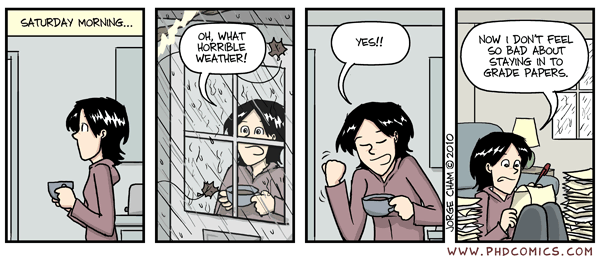 SATURDAY MORNING...
OH, WHAT
HORRIBLE
WEATHER!
YES!!
NOW I DON'T FEEL
SO BAD ABOUT
STAYING IN TO
GRADE PAPERS.
JORGE CHAM © 2010
WWW.PHDCOMICS.COM